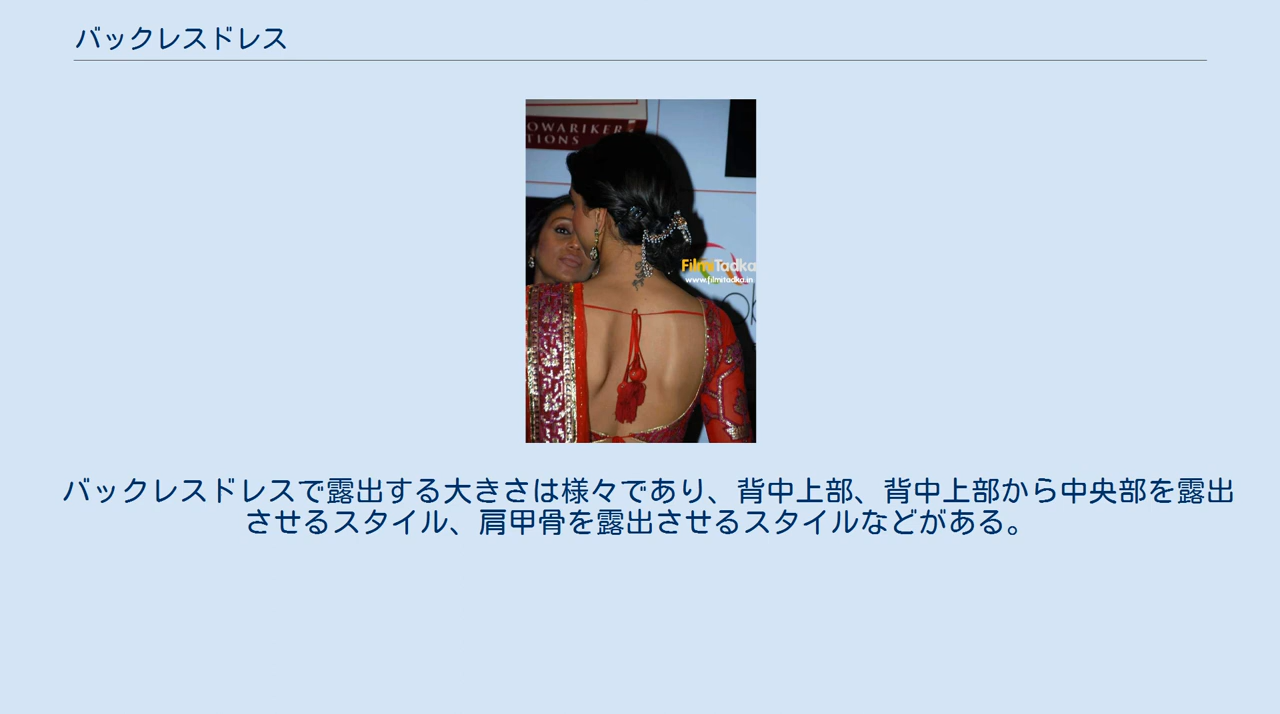 バックレスドレス
OWARIKER
TIONS
FilmiTadka
www.filmitadka.in
バックレスドレスで露出する大きさは様々であり、背中上部、背中上部から中央部を露出
させるスタイル、肩甲骨を露出させるスタイルなどがある。